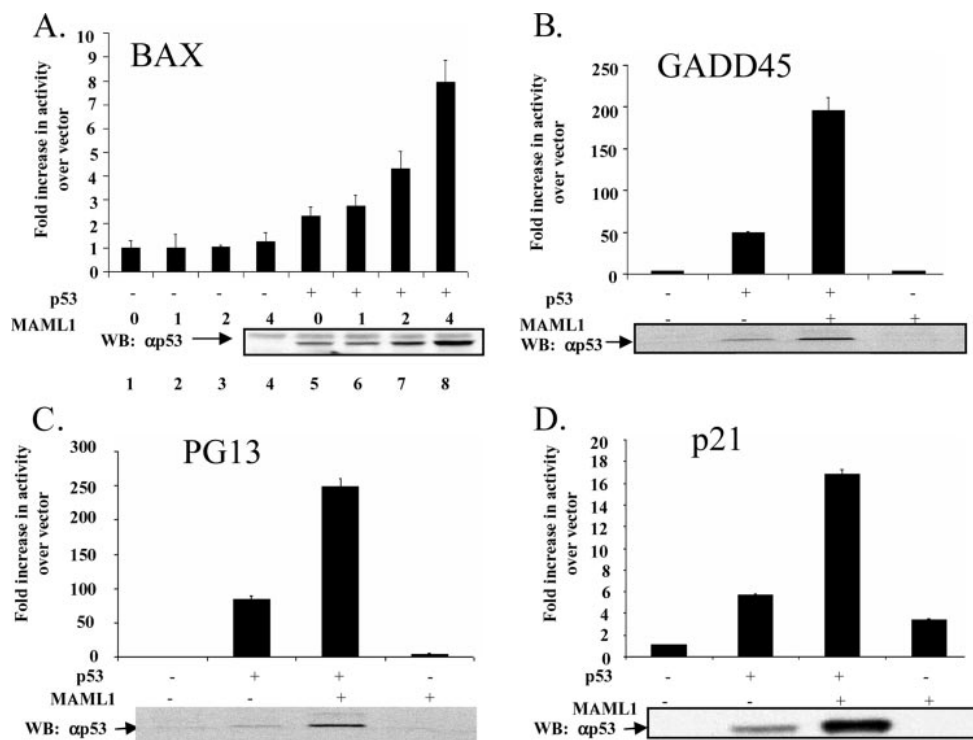 A.
BAX
Fold increase in activity
over vector
10
9
8
7
6
5
4
3
2
1
0
p53 - - - - + + + +
MAML1 0 1 2 4 0 1 2 4
WB: αp53
1 2 3 4 5 6 7 8
B.
GADD45
Fold increase in activity
over vector
250
200
150
100
50
0
p53 - + + -
MAML1 - - + +
WB: αp53
C.
PG13
Fold increase in activity
over vector
300
250
200
150
100
50
0
p53 - + + -
MAML1 - - + +
WB: αp53
D.
p21
Fold increase in activity
over vector
20
18
16
14
12
10
8
6
4
2
0
p53 - + + -
MAML1 - - + +
WB: αp53